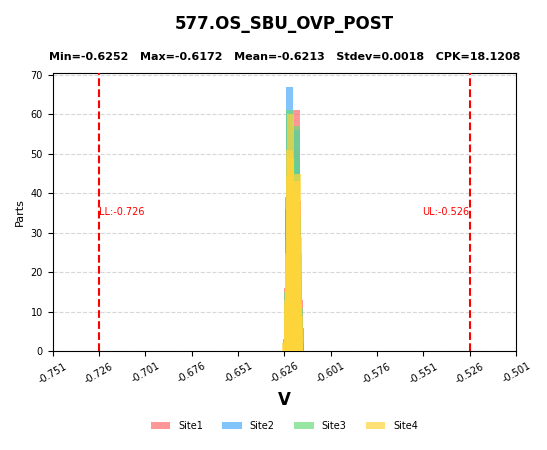 577.OS_SBU_OVP_POST
Min=-0.6252 Max=-0.6172 Mean=-0.6213 Stdev=0.0018 CPK=18.1208
70
60
50
40
30
20
10
0
Parts
LL:-0.726
UL:-0.526
-0.751 -0.726 -0.701 -0.676 -0.651 -0.626 -0.601 -0.576 -0.551 -0.526 -0.501
V
Site1 Site2 Site3 Site4